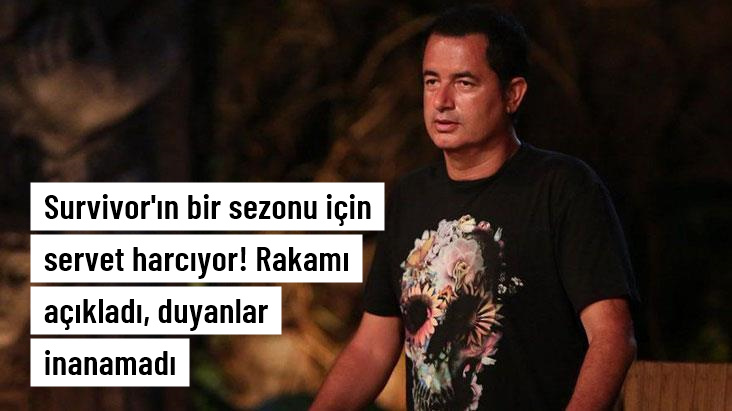 Survivor'ın bir sezonu için
servet harcıyor! Rakamı
açıkladı, duyanlar
inanamadı